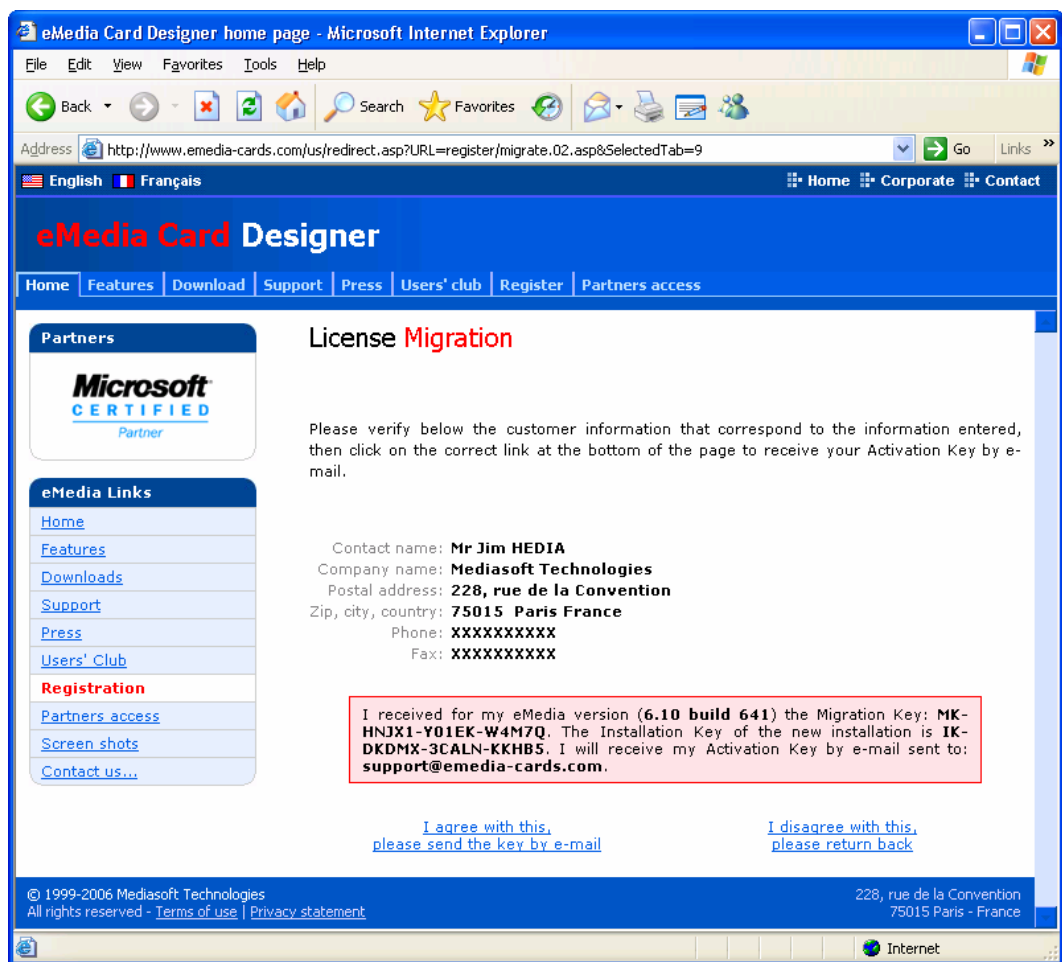 eMedia Card Designer home page - Microsoft Internet Explorer
File Edit View Favorites Tools Help
Back Search Favorites
Address http://www.emedia-cards.com/us/redirect.asp?URL=register/migrate.02.asp&SelectedTab=9 Go Links »
English Français Home Corporate Contact
eMedia Card Designer
Home Features Download Support Press Users' club Register Partners access
Partners
Microsoft
CERTIFIED
Partner
eMedia Links
Home
Features
Downloads
Support
Press
Users' Club
Registration
Partners access
Screen shots
Contact us...
License Migration
Please verify below the customer information that correspond to the information entered,
then click on the correct link at the bottom of the page to receive your Activation Key by e-
mail.
Contact name: Mr Jim HEDIA
Company name: Mediasoft Technologies
Postal address: 228, rue de la Convention
Zip, city, country: 75015 Paris France
Phone: XXXXXXXXXX
Fax: XXXXXXXXXX
I received for my eMedia version (6.10 build 641) the Migration Key: MK-
HNJX1-Y01EK-W4M7Q. The Installation Key of the new installation is IK-
DKDMX-3CALN-KKHB5. I will receive my Activation Key by e-mail sent to:
support@emedia-cards.com.
I agree with this,
please send the key by e-mail
I disagree with this,
please return back
© 1999-2006 Mediasoft Technologies
All rights reserved - Terms of use | Privacy statement
228, rue de la Convention
75015 Paris - France
Internet